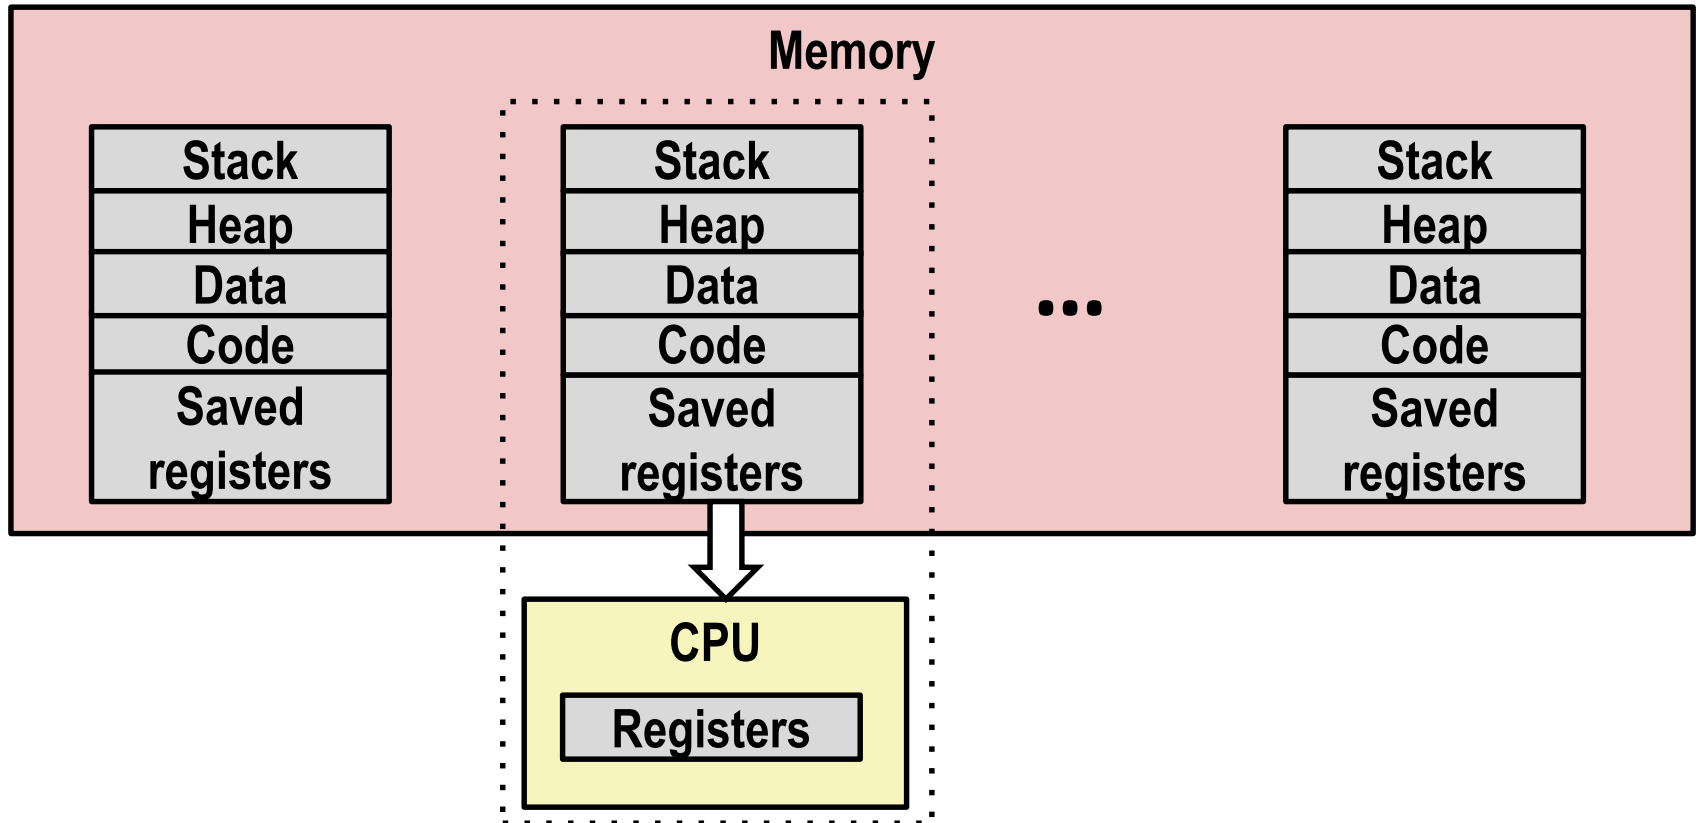 Memory
Stack
Heap
Data
Code
Saved
registers
Stack
Heap
Data
Code
Saved
registers
...
Stack
Heap
Data
Code
Saved
registers
CPU
Registers